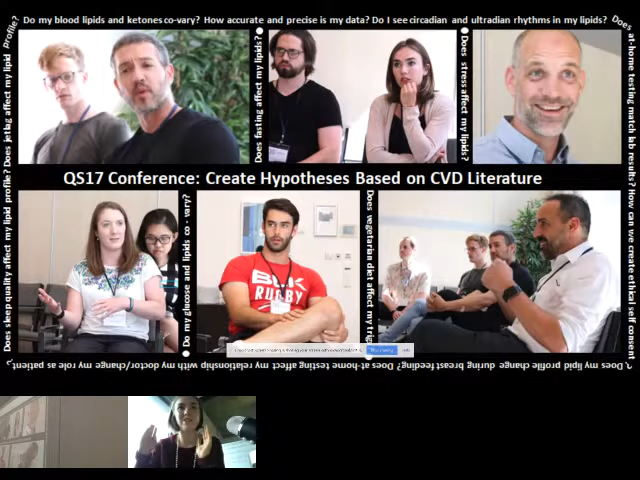 Do my blood lipids and ketones co-vary? How accurate and precise is my data? Do I see circadian and ultradian rhythms in my lipids?
Does at-home testing match lab results? How can we create ethical self consent
Does fasting affect my lipids?
Does stress affect my lipids?
QS17 Conference: Create Hypotheses Based on CVD Literature
Do my glucose and lipids co-vary?
Does vegetarian diet affect my trig
RUGBY
Does sleep quality affect my lipid profile? Does jetlag affect my lipid Profile?
Does my lipid profile change during breast feeding? Does at-home testing affect my relationship with my doctor/change my role as patient?